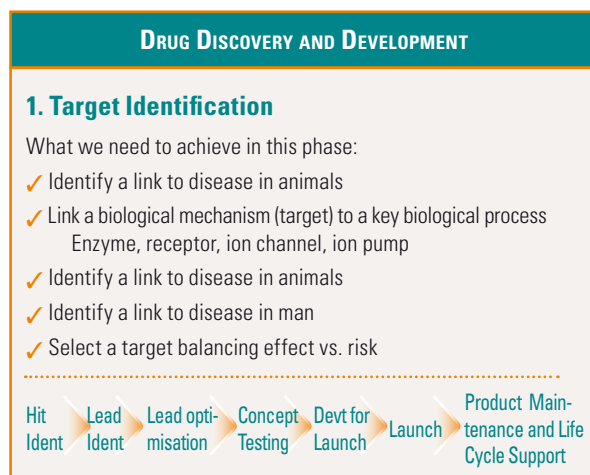 DRUG DISCOVERY AND DEVELOPMENT
1. Target Identification
What we need to achieve in this phase:
✓ Identify a link to disease in animals
✓ Link a biological mechanism (target) to a key biological process
Enzyme, receptor, ion channel, ion pump
✓ Identify a link to disease in animals
✓ Identify a link to disease in man
✓ Select a target balancing effect vs. risk
Hit
Ident
Lead
Ident
Lead opti-
misation
Concept
Testing
Devt for
Launch
Launch
Product Main-
tenance and Life
Cycle Support